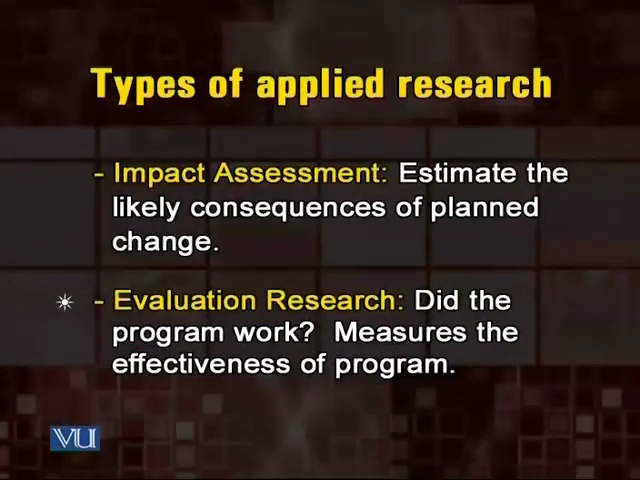 Types of applied research
- Impact Assessment: Estimate the
likely consequences of planned
change.
- Evaluation Research: Did the
program work? Measures the
effectiveness of program.
VU